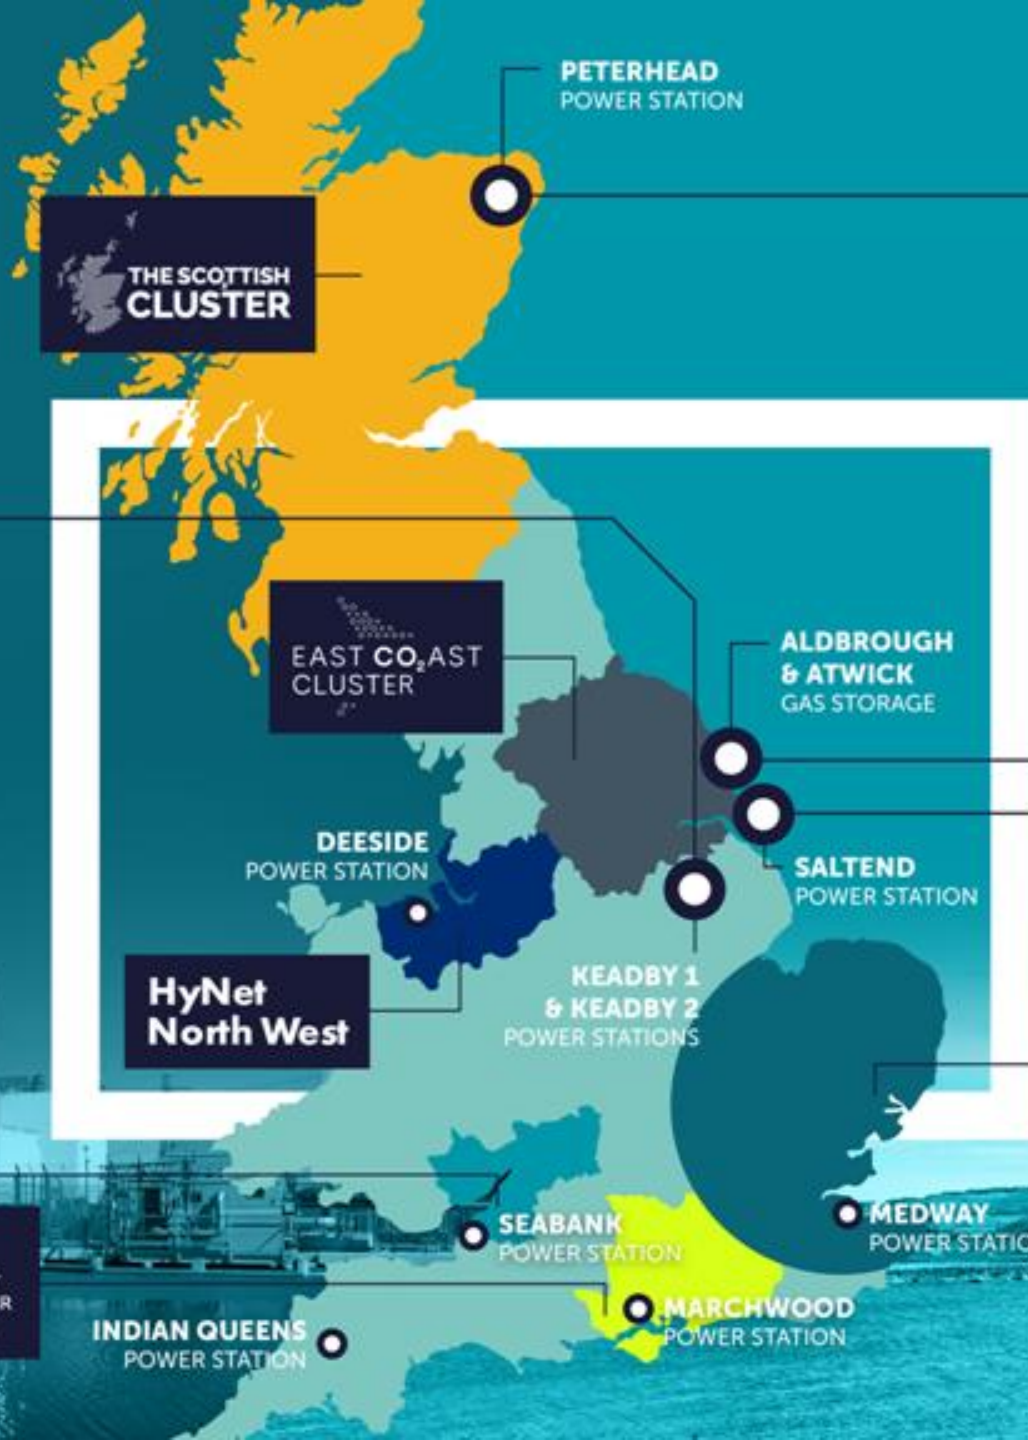 PETERHEAD
POWER STATION
THE SCOTTISH
CLUSTER
EAST CO₂AST
CLUSTER
ALDBROUGH
& ATWICK
GAS STORAGE
DEESIDE
POWER STATION
SALTEND
POWER STATION
HyNet
North West
KEADBY 1
& KEADBY 2
POWER STATIONS
SEABANK
POWER STATION
MEDWAY
POWER STATIO
R
MARCHWOOD
POWER STATION
INDIAN QUEENS
POWER STATION